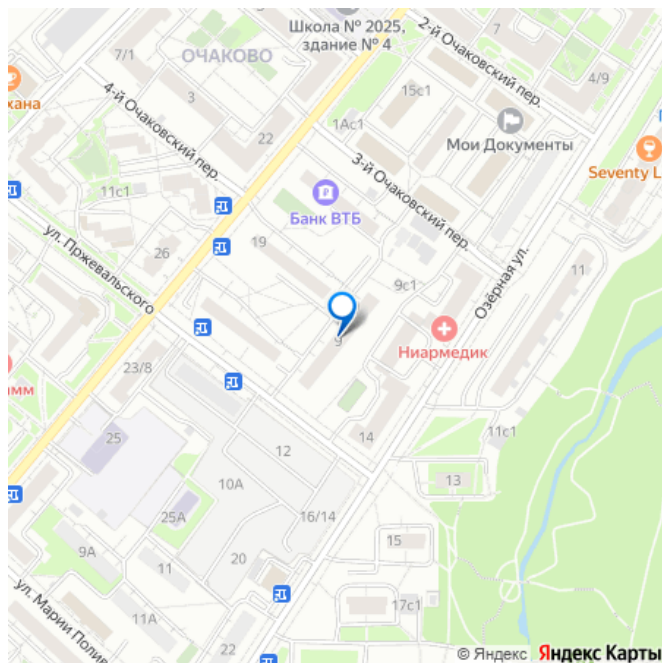 Школа № 2025,
здание № 4
2-й Очаковский пер.
7
7/1
ОЧАКОВО
4/9
хана
3
4-й Очаковский пер.
15с1
1Ас1
22
Мои Документы
3-й Очаковский пер.
Seventy L
11с1
Банк ВТБ
ул. Пржевальского
19
26
Озёрная ул.
11
9с1
9
Ниармедик
23/8
амм
25
14
11с1
12
10А
13
25А
16/14
9А
11
20
15
ул. Марии Полив
11А
17с1
22
© Яндекс Яндекс Карты